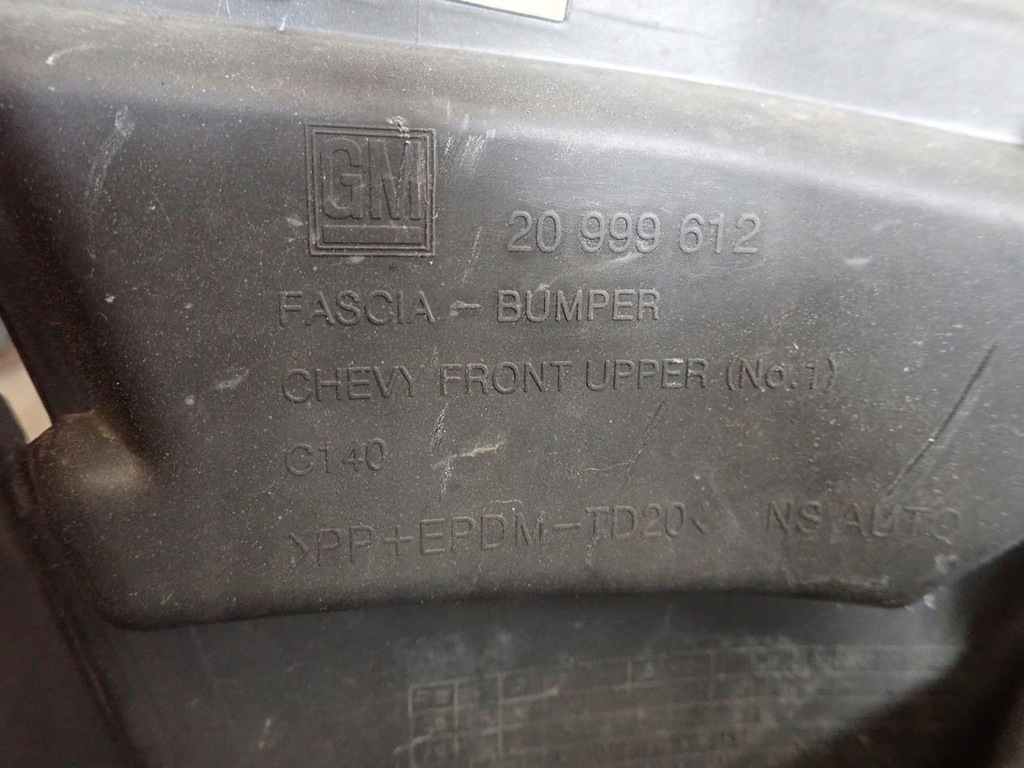 GM
20 999 612
FASCIA - BUMPER
CHEVY FRONT UPPER (No.1)
C140
>PP+EPDM-TD20< NS AUTO